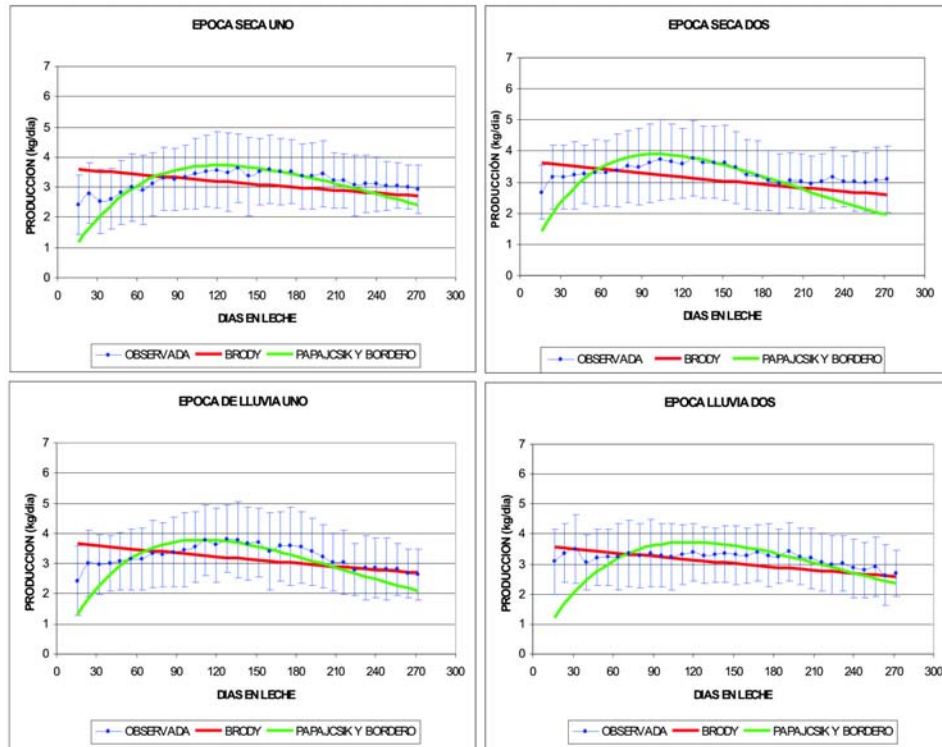 EPOCA SECA UNO
PRODUCCION (kg/día)
7
6
5
4
3
2
1
0
0 30 60 90 120 150 180 210 240 270 300
DIAS EN LECHE
OBSERVADA BRODY PAPAJCSIK Y BORDERO
EPOCA SECA DOS
PRODUCCIÓN (kg/día)
7
6
5
4
3
2
1
0
0 30 60 90 120 150 180 210 240 270 300
DIAS EN LECHE
OBSERVADA BRODY PAPAJCSIK Y BORDERO
EPOCA DE LLUVIA UNO
PRODUCCION (kg/día)
7
6
5
4
3
2
1
0
0 30 60 90 120 150 180 210 240 270 300
DIAS EN LECHE
OBSERVADA BRODY PAPAJCSIK Y BORDERO
EPOCA LLUVIA DOS
PRODUCCION (kg/día)
7
6
5
4
3
2
1
0
0 30 60 90 120 150 180 210 240 270 300
DIAS EN LECHE
OBSERVADA BRODY PAPAJCSIK Y BORDERO